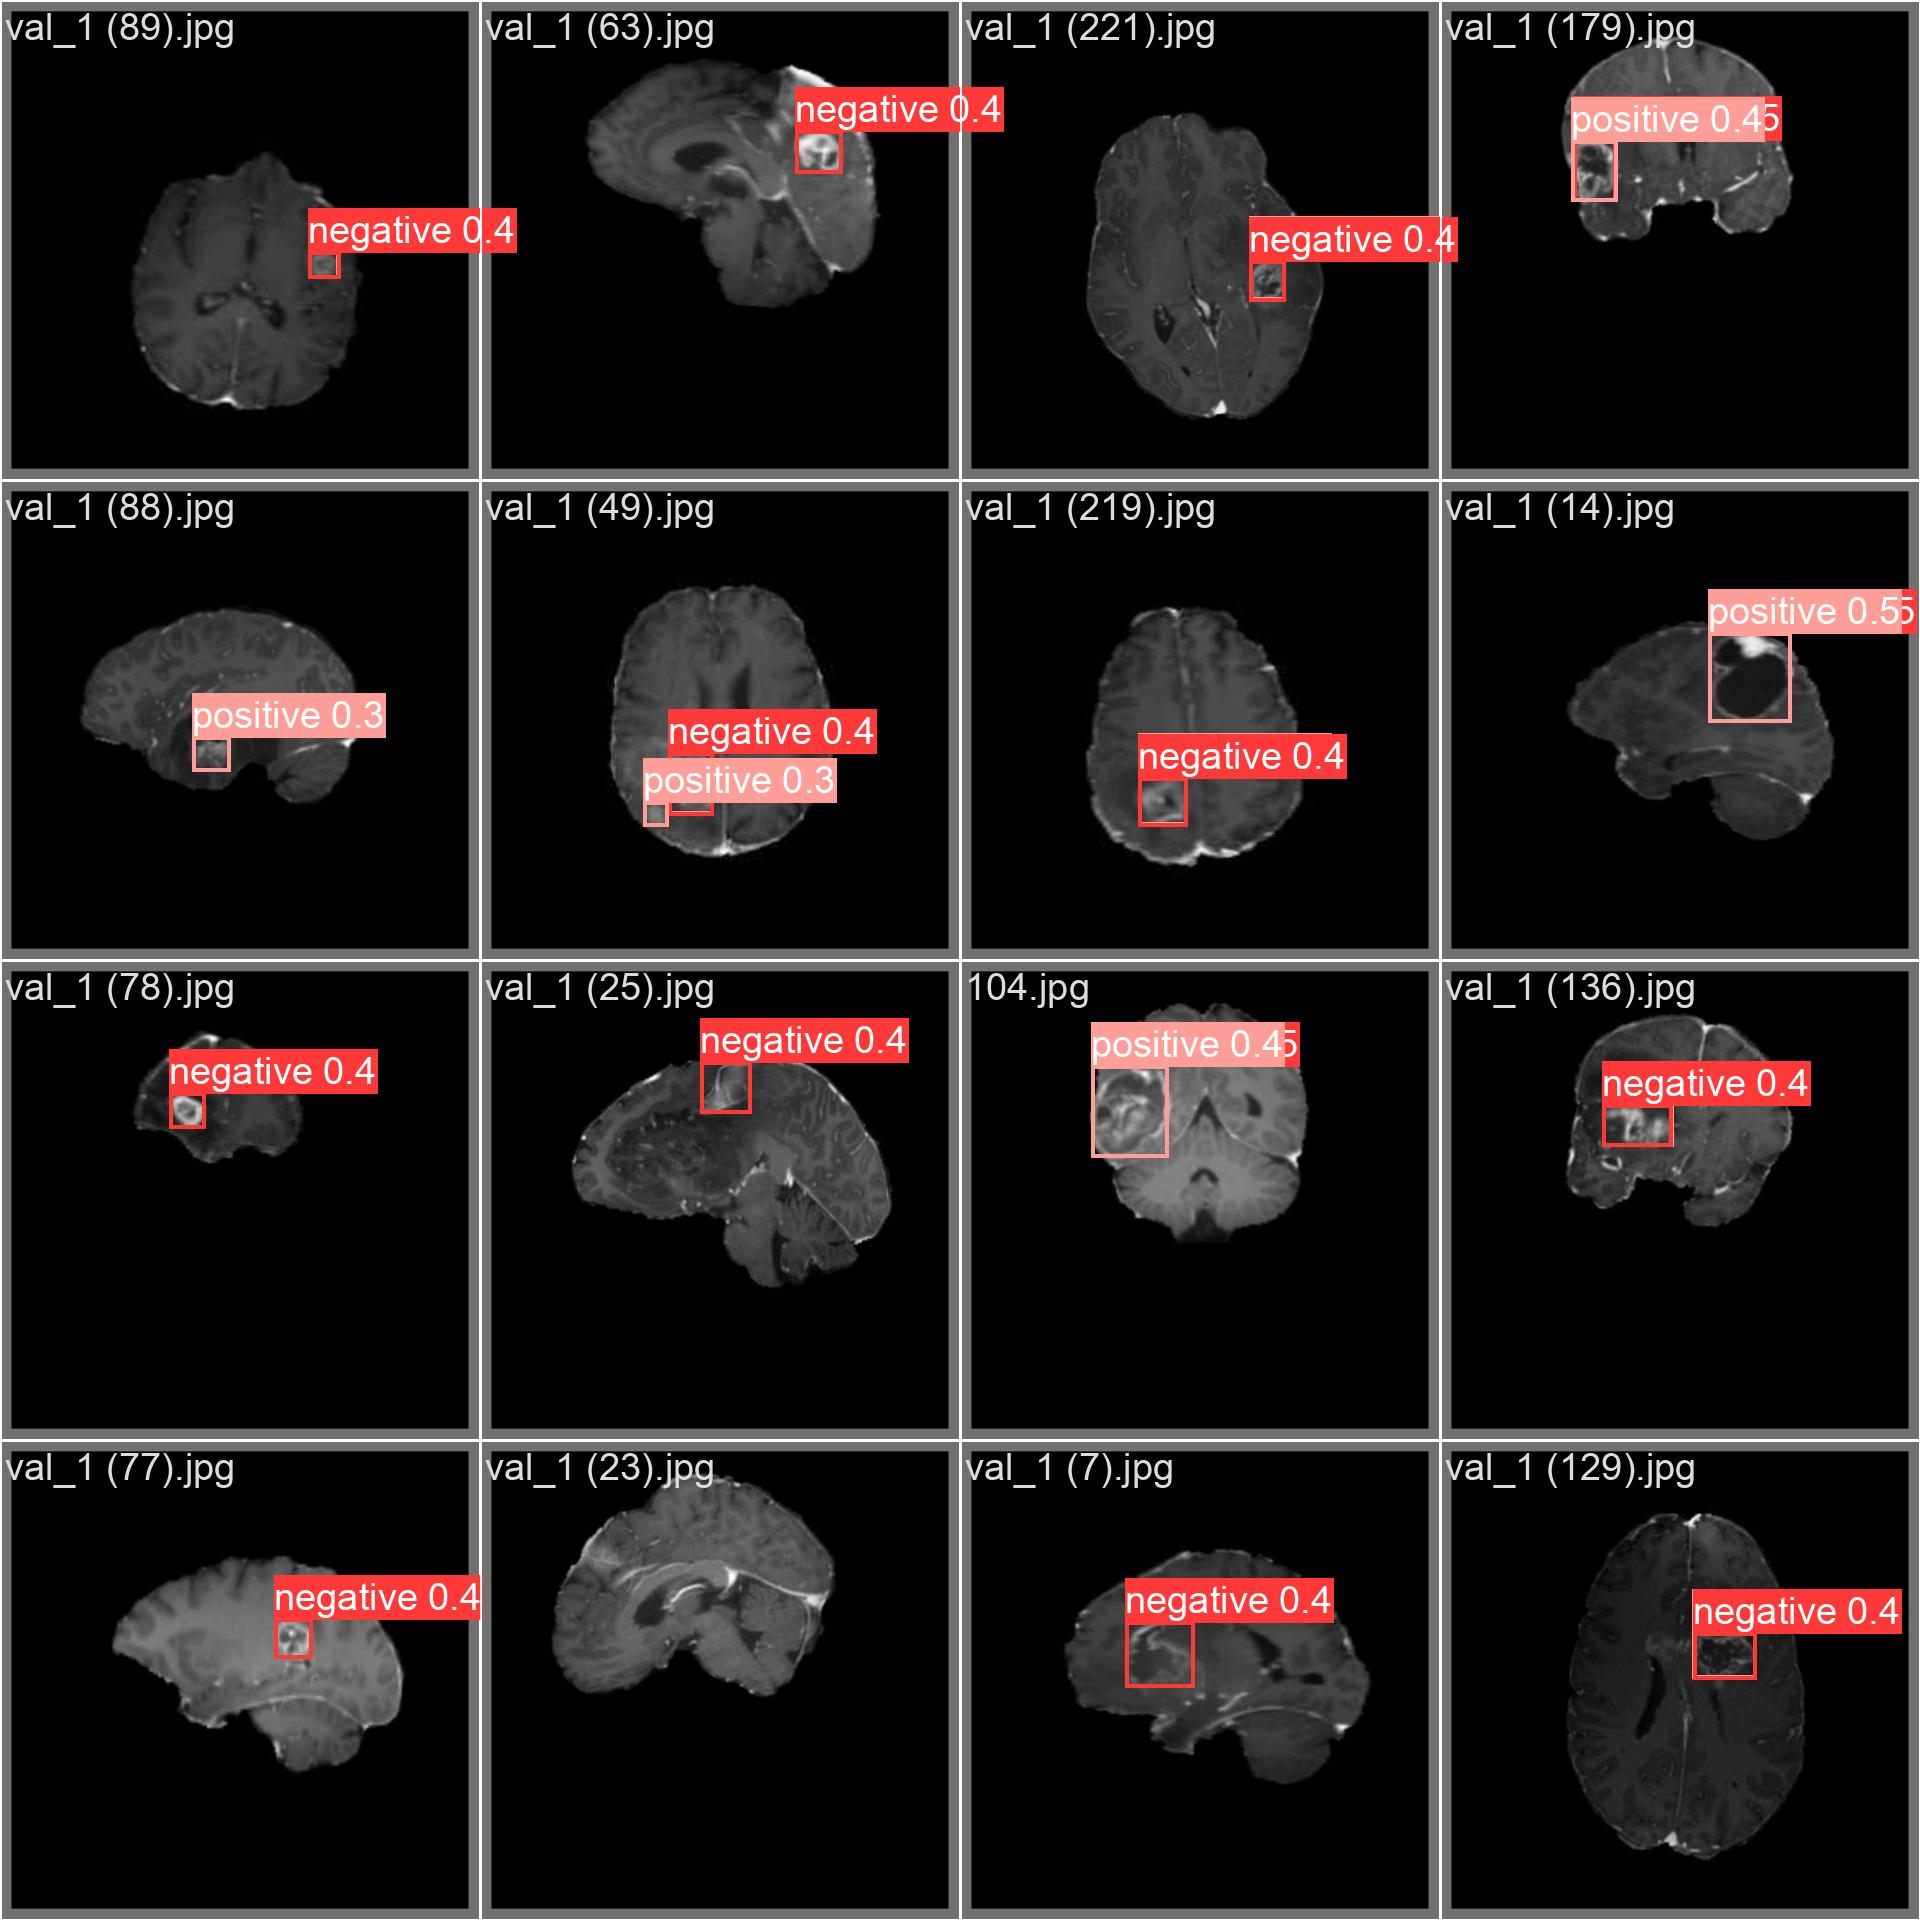 val_1 (89).jpg
negative 0.4
val_1 (63).jpg
negative 0.4
val_1 (221).jpg
negative 0.4
val_1 (179).jpg
positive 0.45
val_1 (88).jpg
positive 0.3
val_1 (49).jpg
negative 0.4
positive 0.3
val_1 (219).jpg
negative 0.4
val_1 (14).jpg
positive 0.55
val_1 (78).jpg
negative 0.4
val_1 (25).jpg
negative 0.4
104.jpg
positive 0.45
val_1 (136).jpg
negative 0.4
val_1 (77).jpg
negative 0.4
val_1 (23).jpg
val_1 (7).jpg
negative 0.4
val_1 (129).jpg
negative 0.4